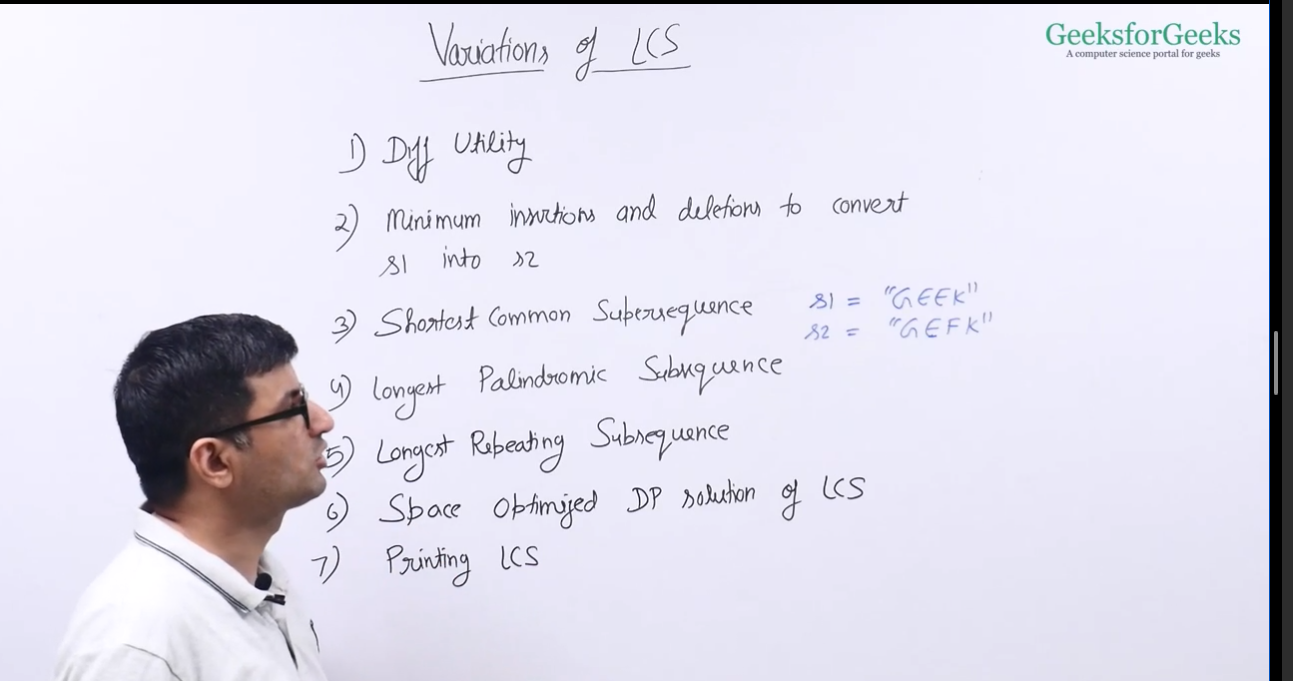 Variations of LCS
GeeksforGeeks
A computer science portal for geeks
1) Diff Utility
2) Minimum insertions and deletions to convert
s1 into s2
3) Shortest Common Supersequence
s1 = "GEEK"
s2 = "GEFK"
4) Longest Palindromic Subsequence
5) Longest Repeating Subsequence
6) Space Optimized DP solution of LCS
7) Printing LCS